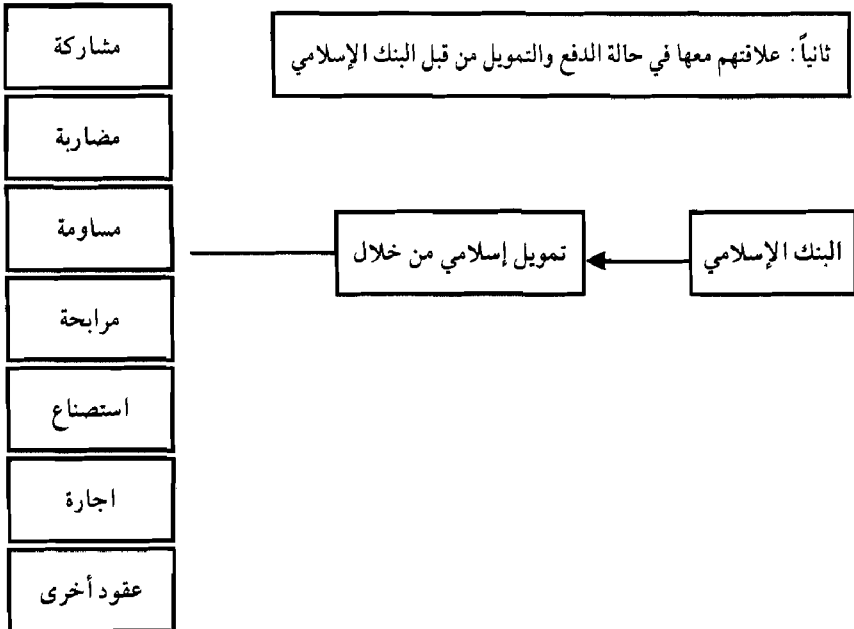 ثانياً: علاقتهم معها في حالة الدفع والتمويل من قبل البنك الإسلامي
البنك الإسلامي
تمويل إسلامي من خلال
مشاركة
مضاربة
مساومة
مرابحة
استصناع
اجارة
عقود أخرى